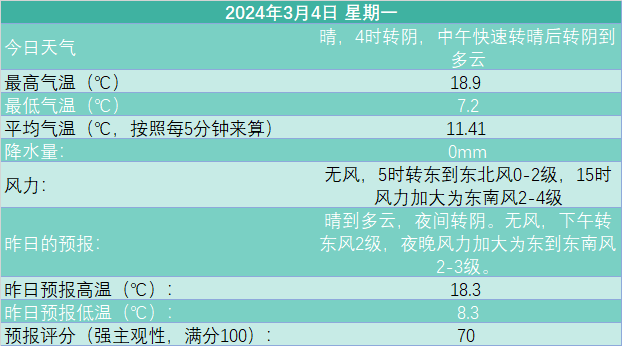 2024年3月4日 星期一
今日天气
晴，4时转阴，中午快速转晴后转阴到
多云
最高气温（℃）
18.9
最低气温（℃）
7.2
平均气温（℃，按照每5分钟来算）
11.41
降水量：
0mm
风力：
无风，5时转东到东北风0-2级，15时
风力加大为东南风2-4级
昨日的预报：
晴到多云，夜间转阴。无风，下午转
东风2级，夜晚风力加大为东到东南风
2-3级。
昨日预报高温（℃）：
18.3
昨日预报低温（℃）：
8.3
预报评分（强主观性，满分100）：
70